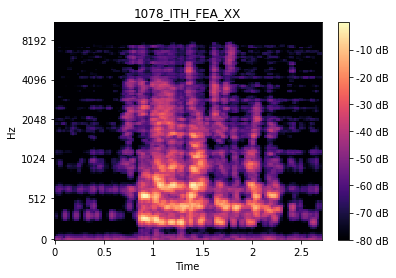 1078_ITH_FEA_XX
8192
4096
2048
1024
512
0
Hz
0 0.5 1 1.5 2 2.5
Time
-10 dB
-20 dB
-30 dB
-40 dB
-50 dB
-60 dB
-70 dB
-80 dB